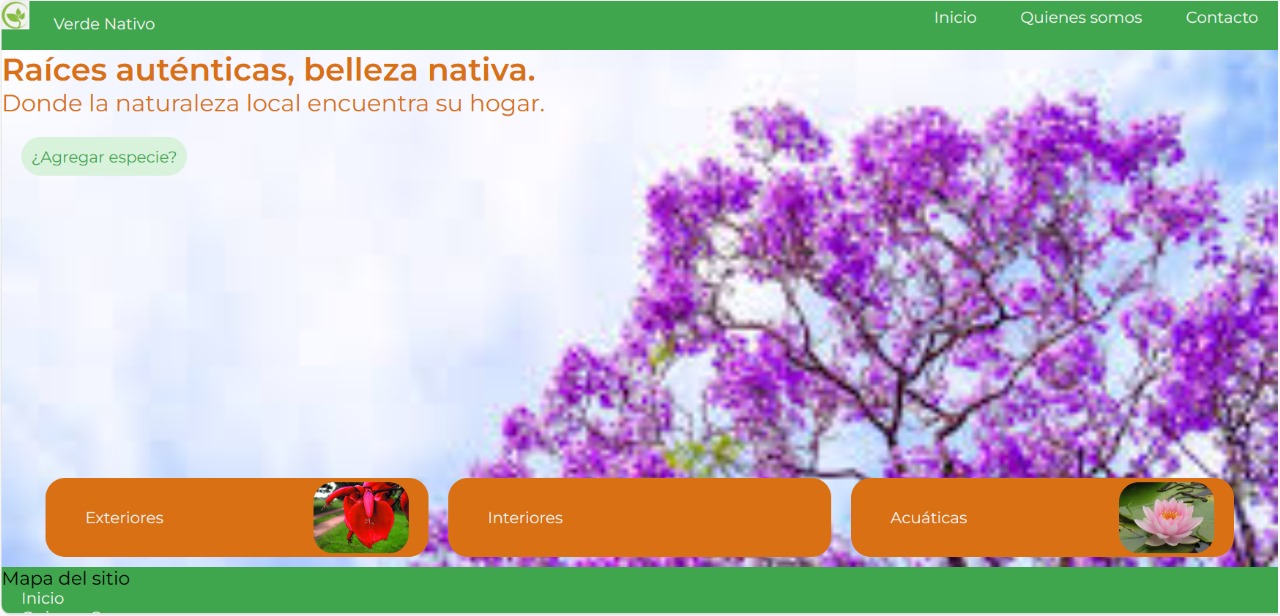 Verde Nativo
Inicio Quienes somos Contacto
Raíces auténticas, belleza nativa.
Donde la naturaleza local encuentra su hogar.
¿Agregar especie?
Exteriores
Interiores
Acuáticas
Mapa del sitio
Inicio